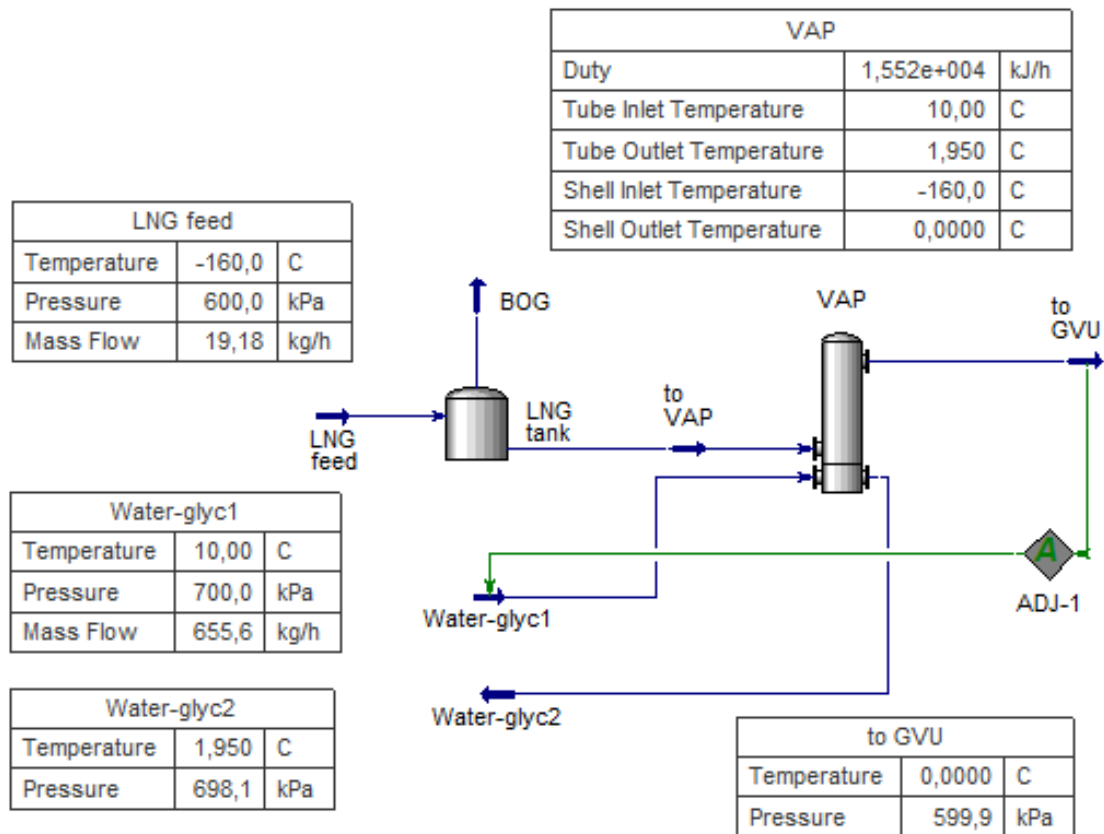 VAP
Duty 1,552e+004 kJ/h
Tube Inlet Temperature 10,00 C
Tube Outlet Temperature 1,950 C
Shell Inlet Temperature -160,0 C
Shell Outlet Temperature 0,0000 C
LNG feed
Temperature -160,0 C
Pressure 600,0 kPa
Mass Flow 19,18 kg/h
BOG
VAP
to
GVU
LNG
tank
to
VAP
LNG
feed
Water-glyc1
Temperature 10,00 C
Pressure 700,0 kPa
Mass Flow 655,6 kg/h
A
ADJ-1
Water-glyc1
Water-glyc2
Temperature 1,950 C
Pressure 698,1 kPa
Water-glyc2
to GVU
Temperature 0,0000 C
Pressure 599,9 kPa